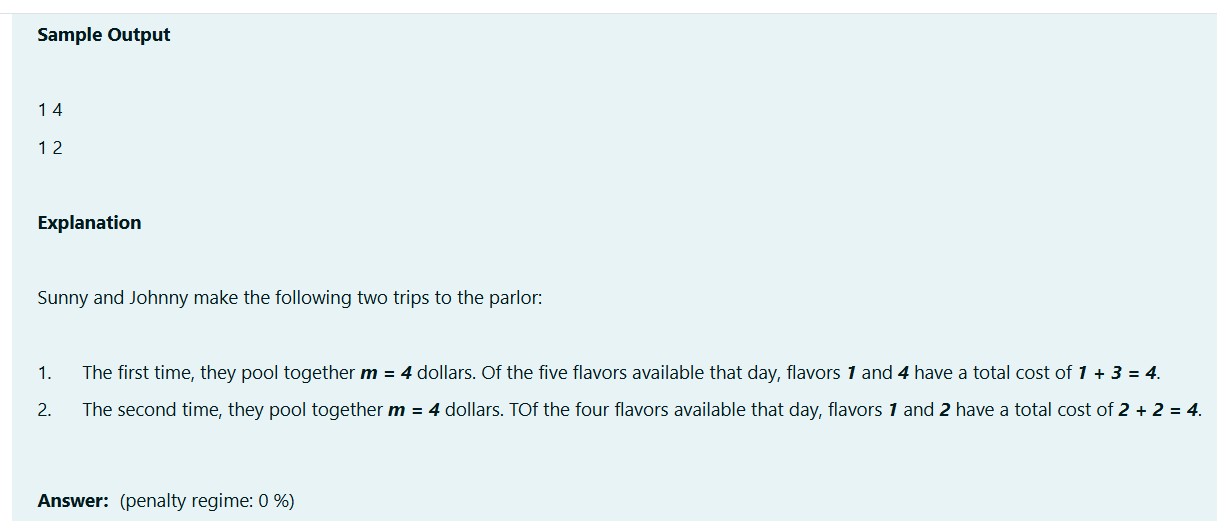 Sample Output
1 4
1 2
Explanation
Sunny and Johnny make the following two trips to the parlor:
1. The first time, they pool together m = 4 dollars. Of the five flavors available that day, flavors 1 and 4 have a total cost of 1 + 3 = 4.
2. The second time, they pool together m = 4 dollars. TOf the four flavors available that day, flavors 1 and 2 have a total cost of 2 + 2 = 4.
Answer: (penalty regime: 0 %)